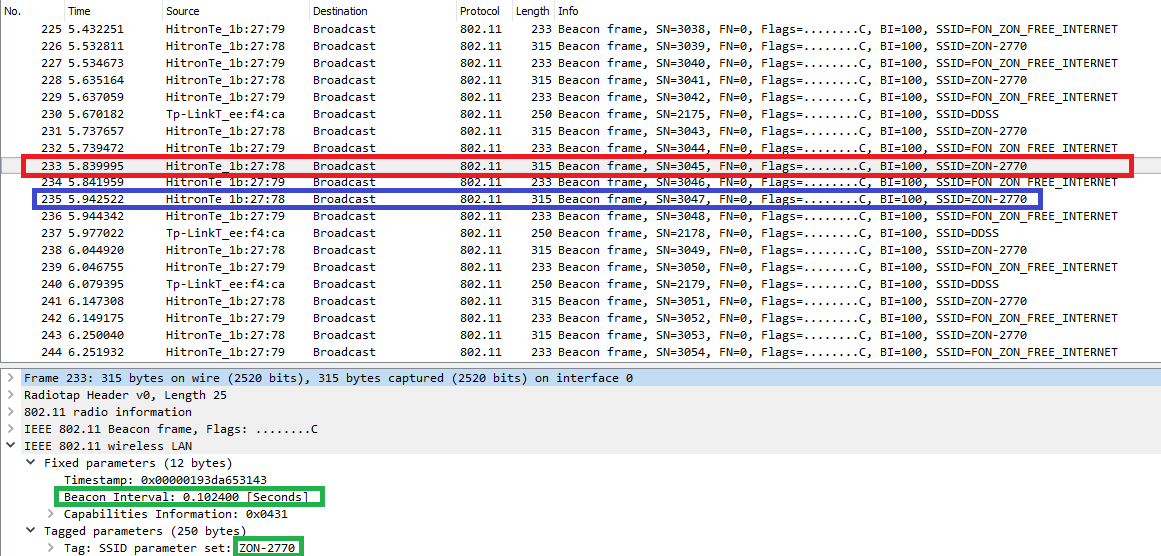 No. Time Source Destination Protocol Length Info
225 5.432251 HitronTe_1b:27:79 Broadcast 802.11 233 Beacon frame, SN=3038, FN=0, Flags=........C, BI=100, SSID=FON_ZON_FREE_INTERNET
226 5.532811 HitronTe_1b:27:78 Broadcast 802.11 315 Beacon frame, SN=3039, FN=0, Flags=........C, BI=100, SSID=ZON-2770
227 5.534673 HitronTe_1b:27:79 Broadcast 802.11 233 Beacon frame, SN=3040, FN=0, Flags=........C, BI=100, SSID=FON_ZON_FREE_INTERNET
228 5.635164 HitronTe_1b:27:78 Broadcast 802.11 315 Beacon frame, SN=3041, FN=0, Flags=........C, BI=100, SSID=ZON-2770
229 5.637059 HitronTe_1b:27:79 Broadcast 802.11 233 Beacon frame, SN=3042, FN=0, Flags=........C, BI=100, SSID=FON_ZON_FREE_INTERNET
230 5.670182 Tp-LinkT_ee:f4:ca Broadcast 802.11 250 Beacon frame, SN=2175, FN=0, Flags=........C, BI=100, SSID=DDSS
231 5.737657 HitronTe_1b:27:78 Broadcast 802.11 315 Beacon frame, SN=3043, FN=0, Flags=........C, BI=100, SSID=ZON-2770
232 5.739472 HitronTe_1b:27:79 Broadcast 802.11 233 Beacon frame, SN=3044, FN=0, Flags=........C, BI=100, SSID=FON_ZON_FREE_INTERNET
233 5.839995 HitronTe_1b:27:78 Broadcast 802.11 315 Beacon frame, SN=3045, FN=0, Flags=........C, BI=100, SSID=ZON-2770
234 5.841959 HitronTe_1b:27:79 Broadcast 802.11 233 Beacon frame, SN=3046, FN=0, Flags=........C, BI=100, SSID=FON_ZON_FREE_INTERNET
235 5.942522 HitronTe_1b:27:78 Broadcast 802.11 315 Beacon frame, SN=3047, FN=0, Flags=........C, BI=100, SSID=ZON-2770
236 5.944342 HitronTe_1b:27:79 Broadcast 802.11 233 Beacon frame, SN=3048, FN=0, Flags=........C, BI=100, SSID=FON_ZON_FREE_INTERNET
237 5.977022 Tp-LinkT_ee:f4:ca Broadcast 802.11 250 Beacon frame, SN=2178, FN=0, Flags=........C, BI=100, SSID=DDSS
238 6.044920 HitronTe_1b:27:78 Broadcast 802.11 315 Beacon frame, SN=3049, FN=0, Flags=........C, BI=100, SSID=ZON-2770
239 6.046755 HitronTe_1b:27:79 Broadcast 802.11 233 Beacon frame, SN=3050, FN=0, Flags=........C, BI=100, SSID=FON_ZON_FREE_INTERNET
240 6.079395 Tp-LinkT_ee:f4:ca Broadcast 802.11 250 Beacon frame, SN=2179, FN=0, Flags=........C, BI=100, SSID=DDSS
241 6.147308 HitronTe_1b:27:78 Broadcast 802.11 315 Beacon frame, SN=3051, FN=0, Flags=........C, BI=100, SSID=ZON-2770
242 6.149175 HitronTe_1b:27:79 Broadcast 802.11 233 Beacon frame, SN=3052, FN=0, Flags=........C, BI=100, SSID=FON_ZON_FREE_INTERNET
243 6.250040 HitronTe_1b:27:78 Broadcast 802.11 315 Beacon frame, SN=3053, FN=0, Flags=........C, BI=100, SSID=ZON-2770
244 6.251932 HitronTe_1b:27:79 Broadcast 802.11 233 Beacon frame, SN=3054, FN=0, Flags=........C, BI=100, SSID=FON_ZON_FREE_INTERNET
Frame 233: 315 bytes on wire (2520 bits), 315 bytes captured (2520 bits) on interface 0
Radiotap Header v0, Length 25
802.11 radio information
IEEE 802.11 Beacon frame, Flags: ........C
IEEE 802.11 wireless LAN
Fixed parameters (12 bytes)
Timestamp: 0x00000193da653143
Beacon Interval: 0.102400 [Seconds]
Capabilities Information: 0x0431
Tagged parameters (250 bytes)
Tag: SSID parameter set: ZON-2770